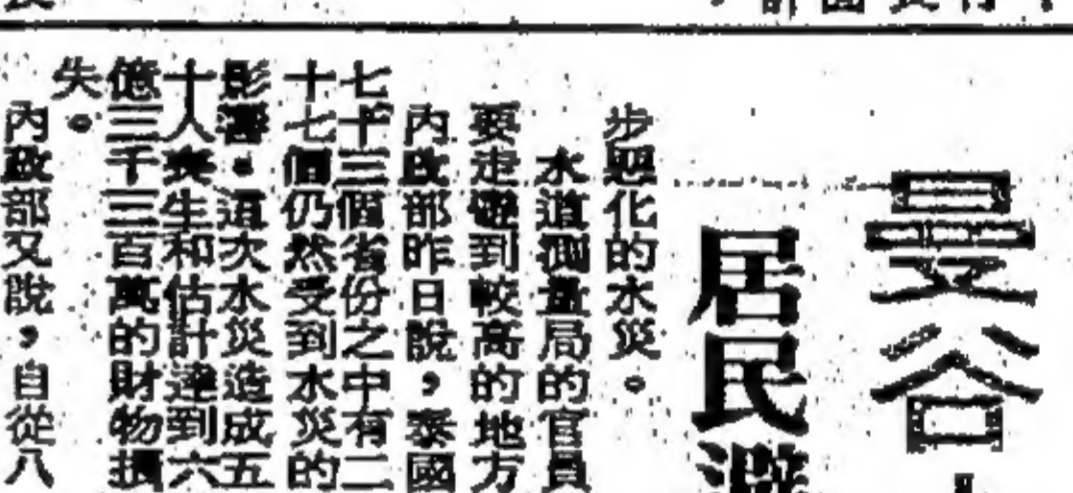 曼谷
居民
步惡化的水災。
水道測量局的官員
要走避到較高的地方
內政部昨日說，泰國
七十三個省份之中有二
十七個仍然受到水災的
影響。這次水災造成五
十人喪生和估計達到六
億三千三百萬的財物損
失。
內政部又說，自從八